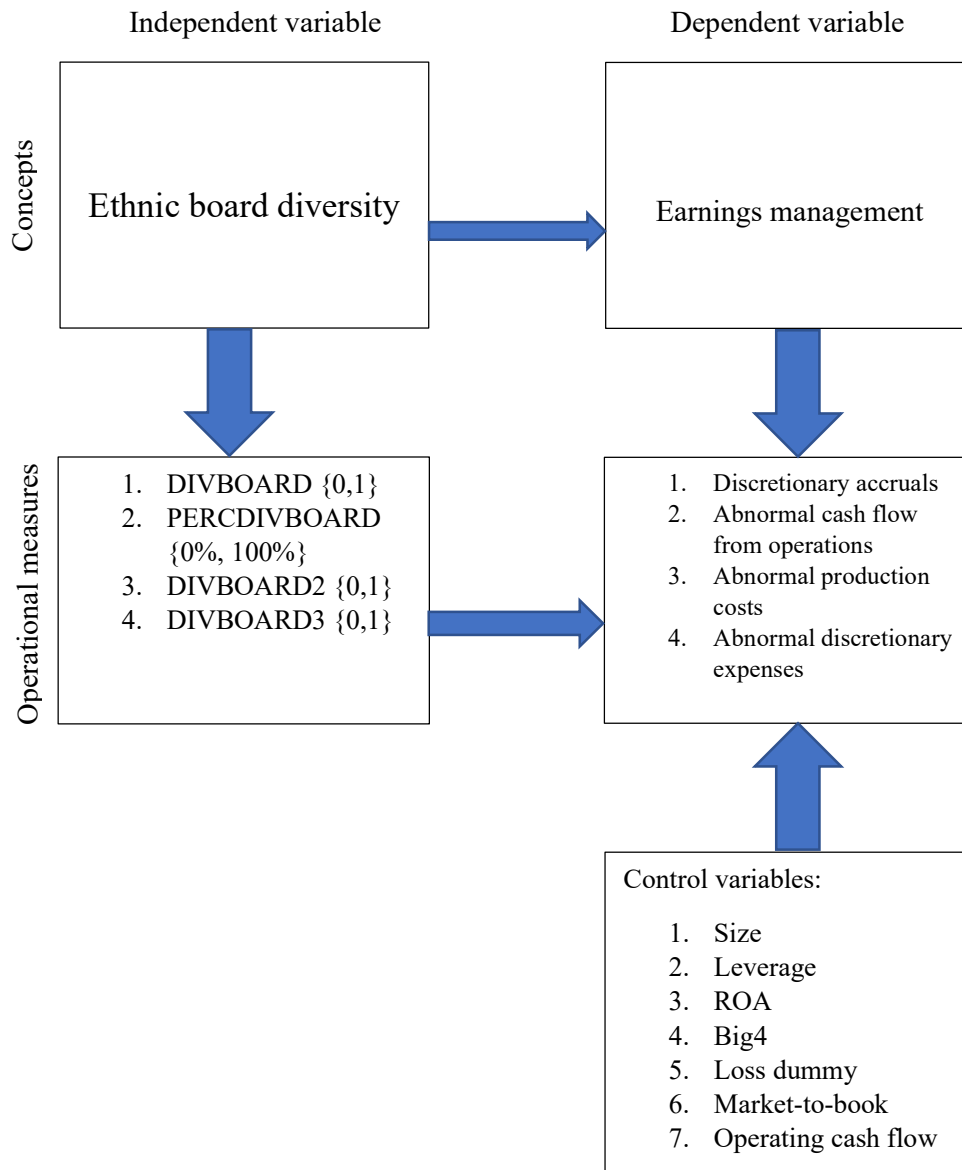 Independent variable
Dependent variable
Concepts
Ethnic board diversity
Earnings management
Operational measures
1. DIVBOARD {0,1}
2. PERCDIVBOARD
{0%, 100%}
3. DIVBOARD2 {0,1}
4. DIVBOARD3 {0,1}
1. Discretionary accruals
2. Abnormal cash flow
from operations
3. Abnormal production
costs
4. Abnormal discretionary
expenses
Control variables:
1. Size
2. Leverage
3. ROA
4. Big4
5. Loss dummy
6. Market-to-book
7. Operating cash flow